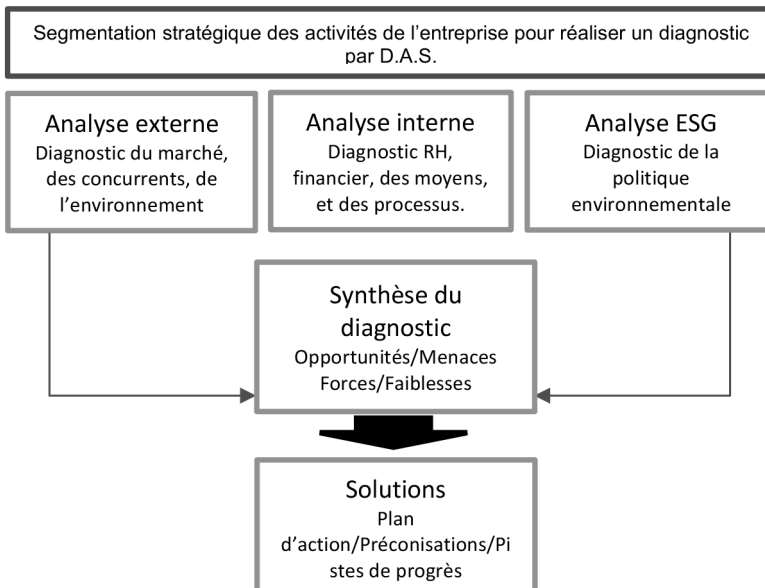 Segmentation stratégique des activités de l’entreprise pour réaliser un diagnostic
par D.A.S.
Analyse externe
Diagnostic du marché,
des concurrents, de
l’environnement
Analyse interne
Diagnostic RH,
financier, des moyens,
et des processus.
Analyse ESG
Diagnostic de la
politique
environnementale
Synthèse du
diagnostic
Opportunités/Menaces
Forces/Faiblesses
Solutions
Plan
d’action/Préconisations/Pi
stes de progrès